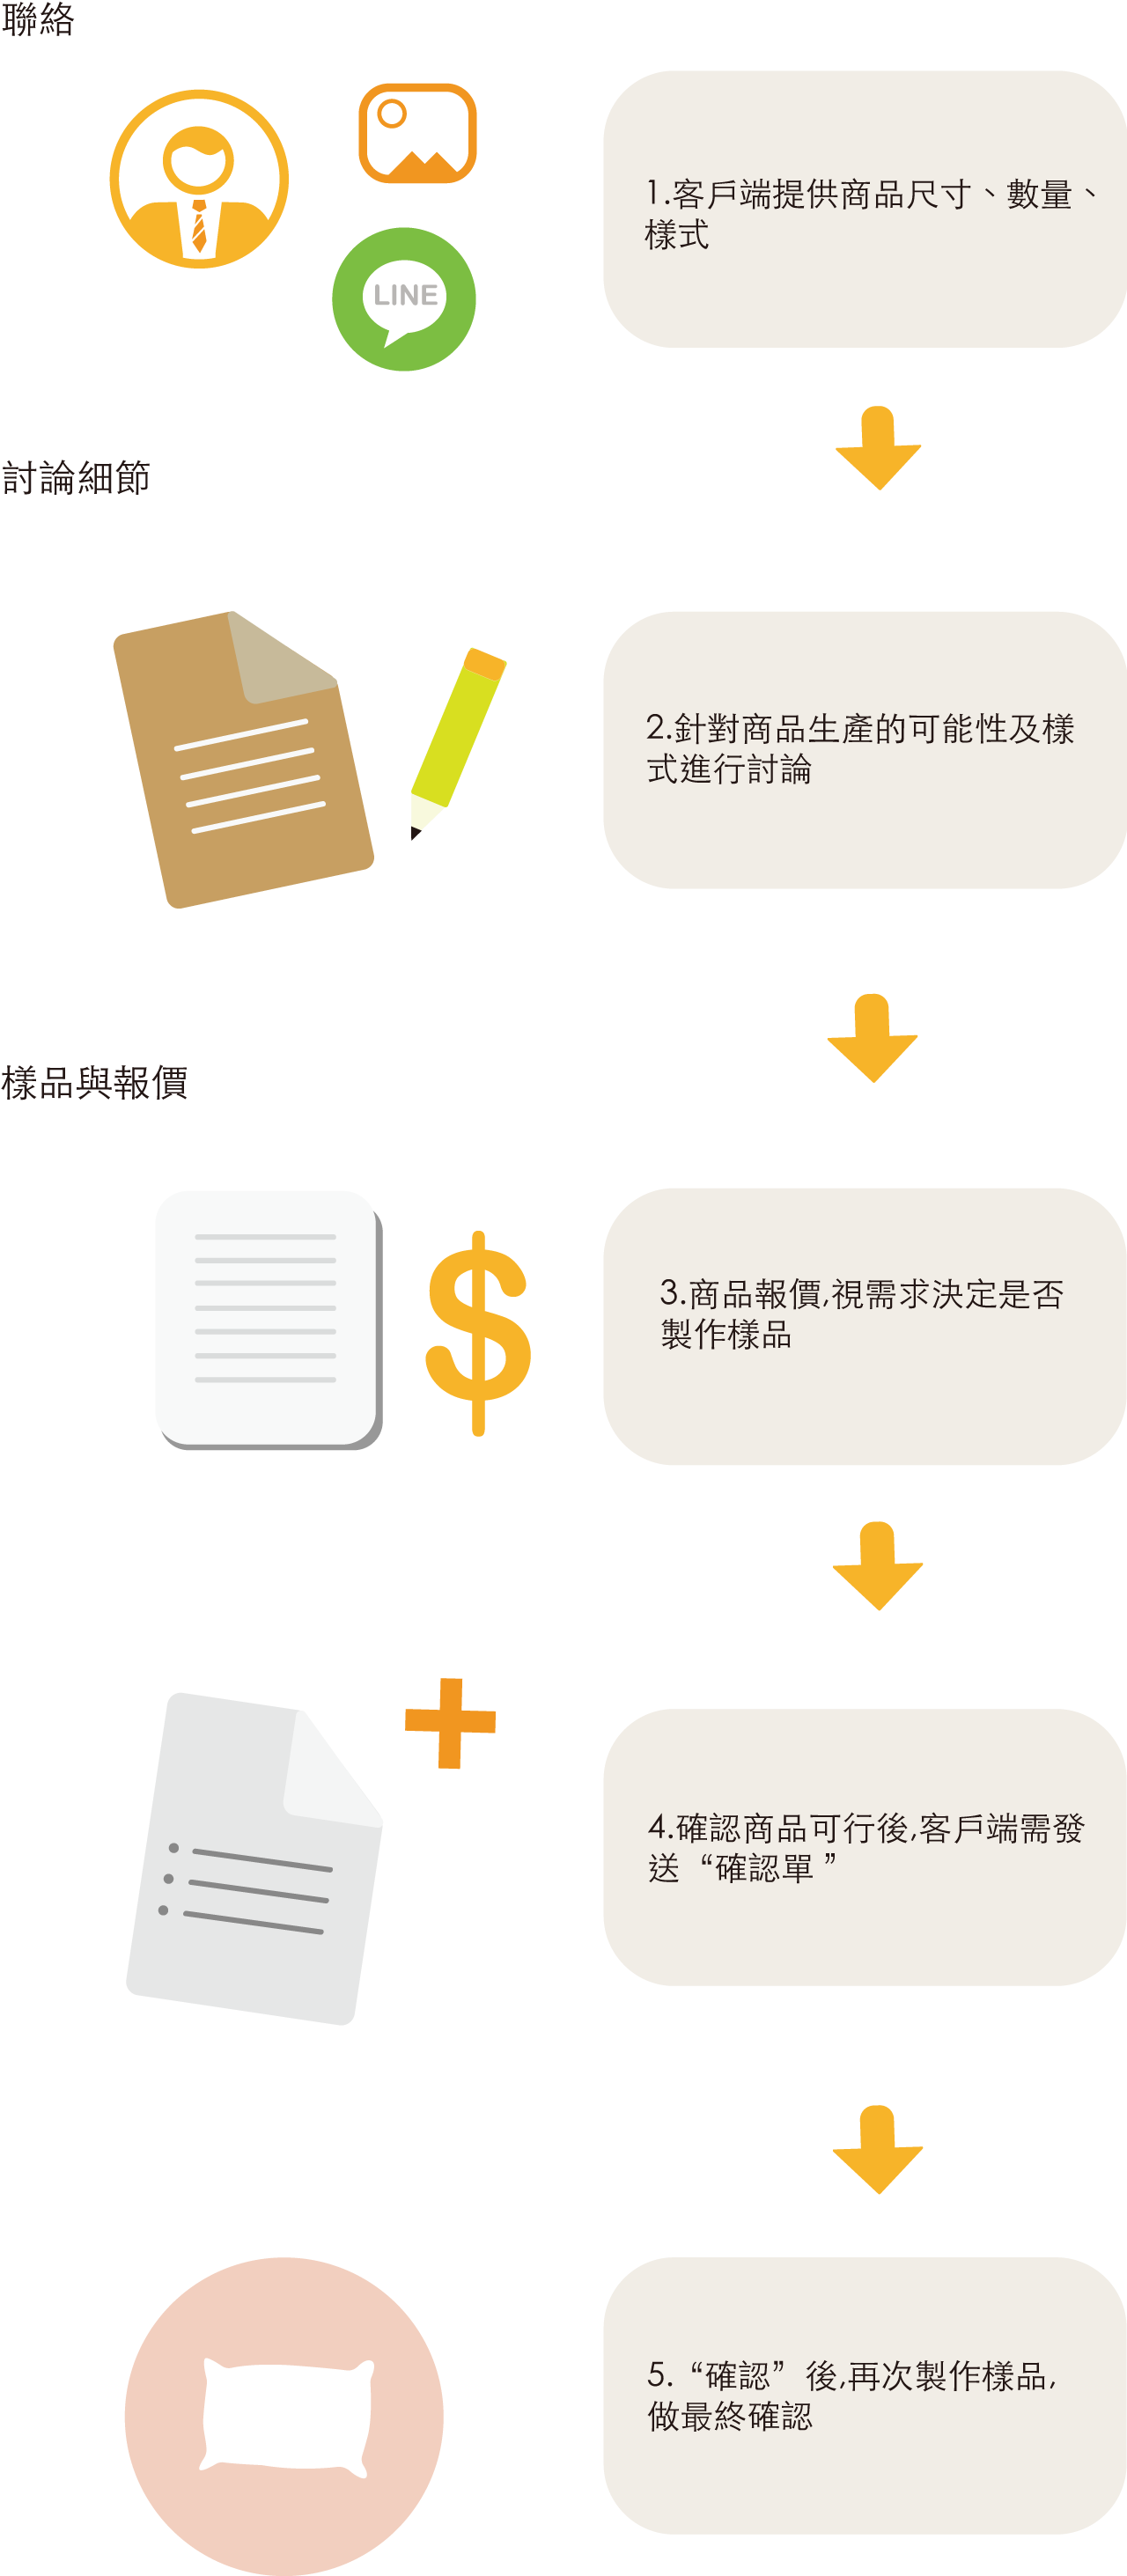 聯絡
LINE
1.客戶端提供商品尺寸、數量、
樣式
討論細節
2.針對商品生產的可能性及樣
式進行討論
樣品與報價
3.商品報價,視需求決定是否
製作樣品
4.確認商品可行後,客戶端需發
送“確認單 ”
5.“確認”後,再次製作樣品,
做最終確認